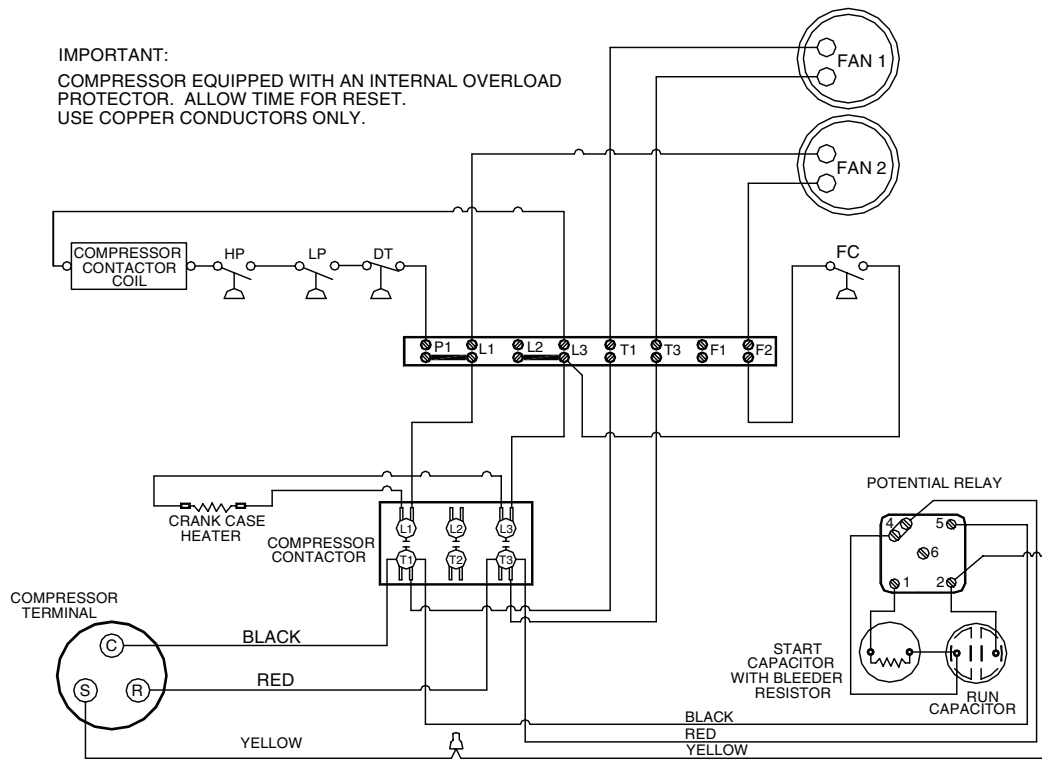 IMPORTANT:
COMPRESSOR EQUIPPED WITH AN INTERNAL OVERLOAD
PROTECTOR. ALLOW TIME FOR RESET.
USE COPPER CONDUCTORS ONLY.
FAN 1
FAN 2
COMPRESSOR
CONTACTOR
COIL
HP
LP
DT
FC
P1
L1
L2
L3
T1
T3
F1
F2
CRANK CASE
HEATER
COMPRESSOR
CONTACTOR
L1
L2
L3
T1
T2
T3
POTENTIAL RELAY
4
5
6
1
2
COMPRESSOR
TERMINAL
C
S
R
BLACK
RED
YELLOW
START
CAPACITOR
WITH BLEEDER
RESISTOR
RUN
CAPACITOR
BLACK
RED
YELLOW